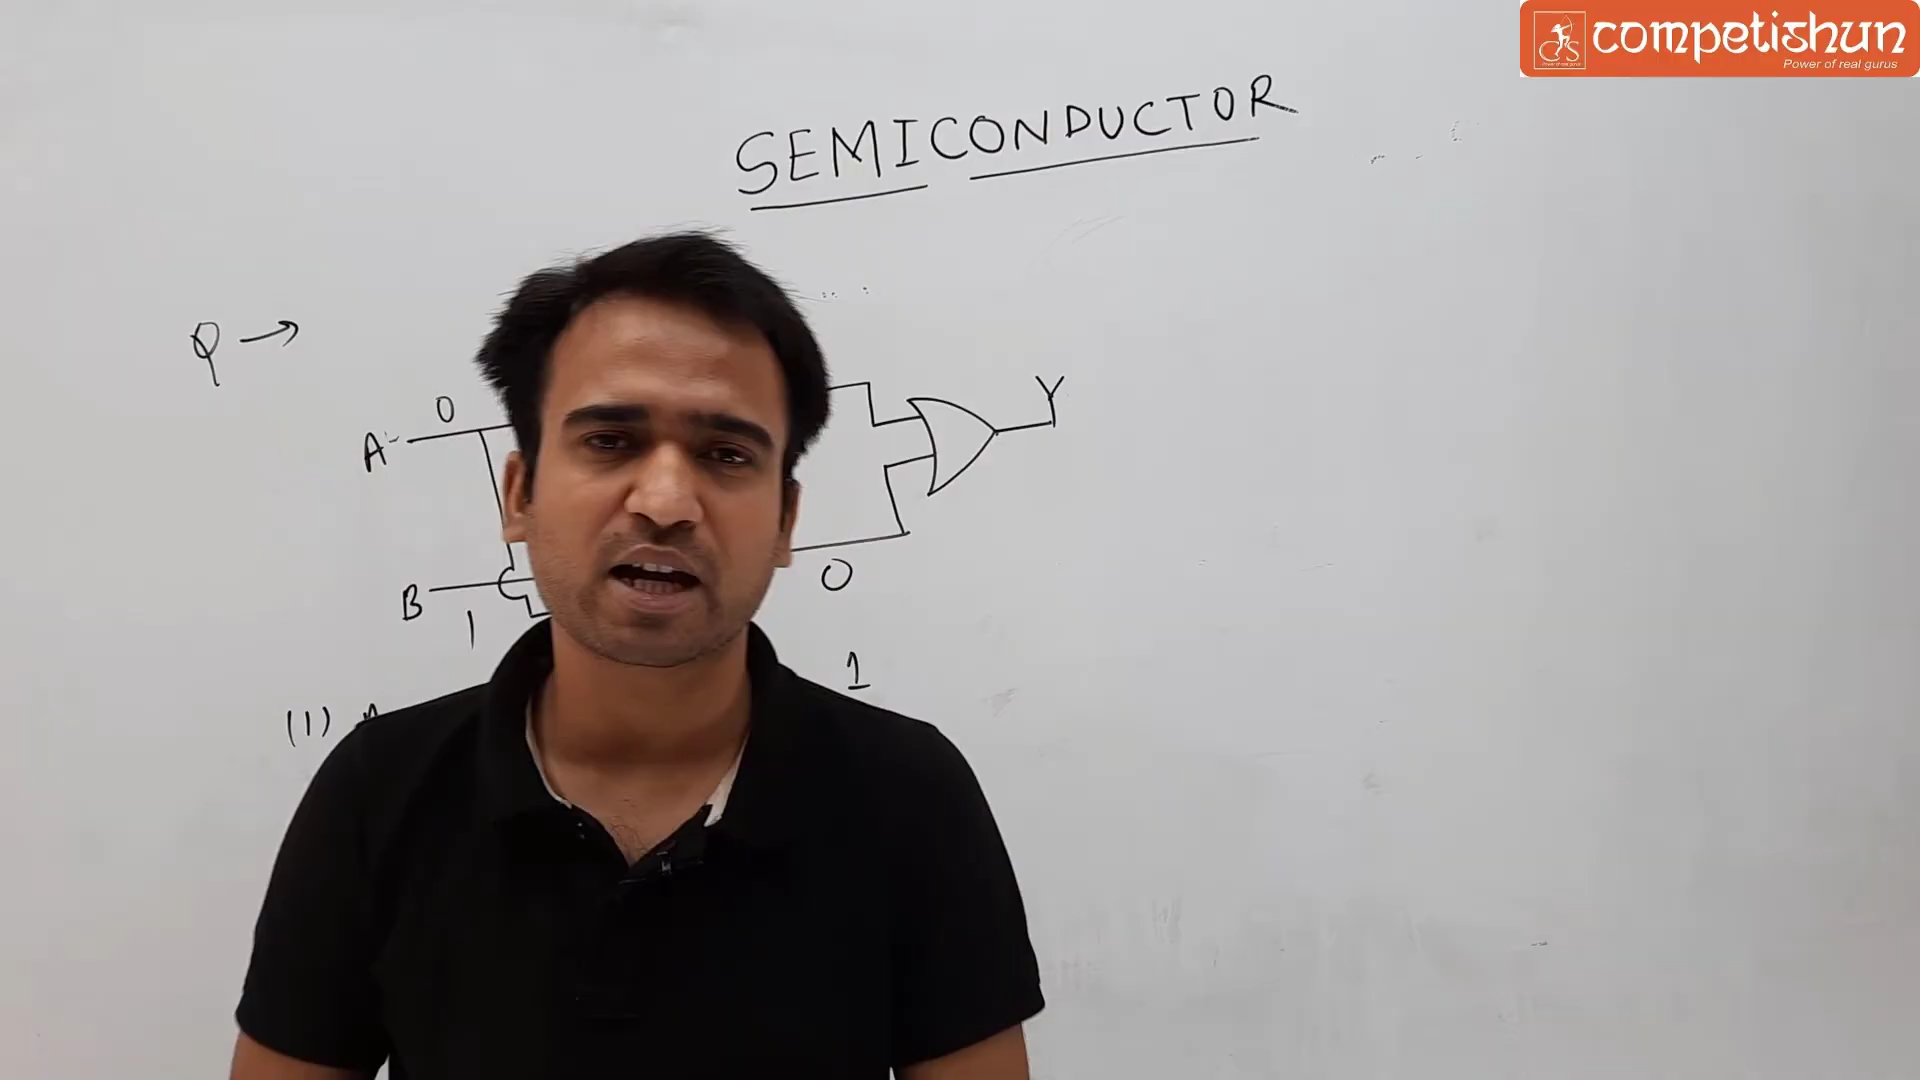 competishun
Power of real gurus
SEMICONDUCTOR
Q →
0
Y
A
B
0
1
1
(1)